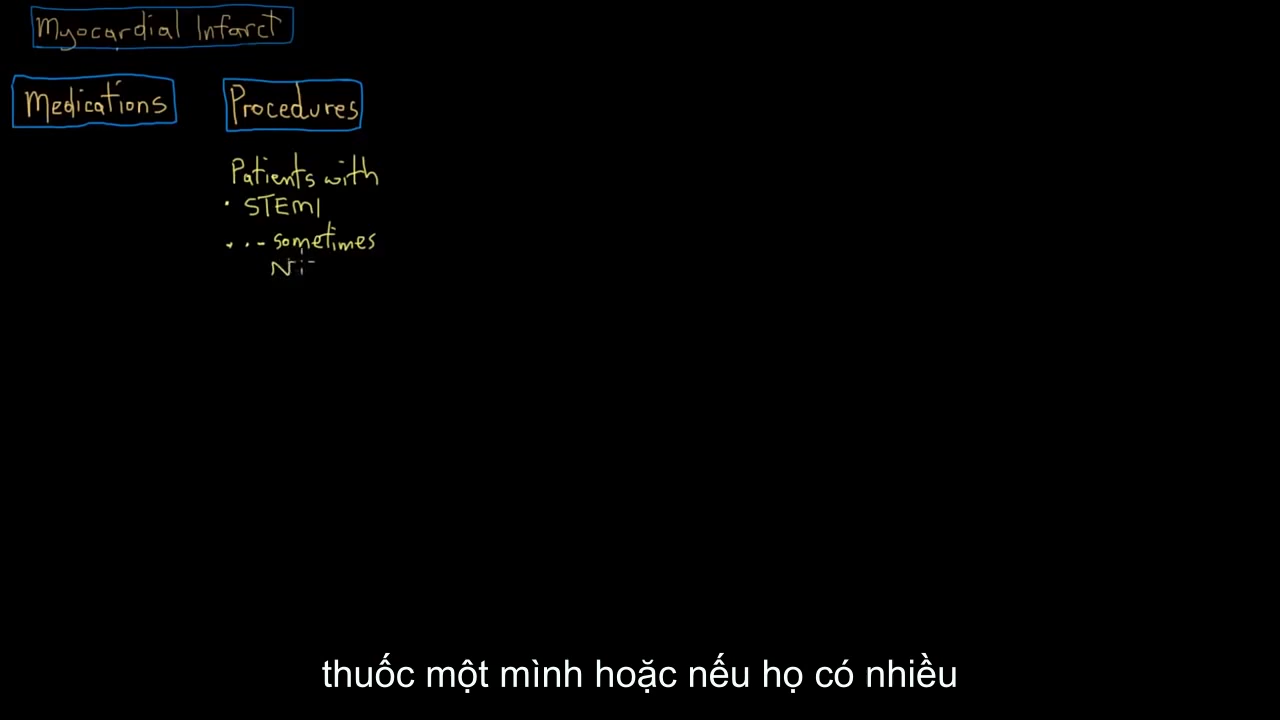 Myocardial Infarct
Medications
Procedures
Patients with
• STEMI
... - sometimes
N
thuốc một mình hoặc nếu họ có nhiều